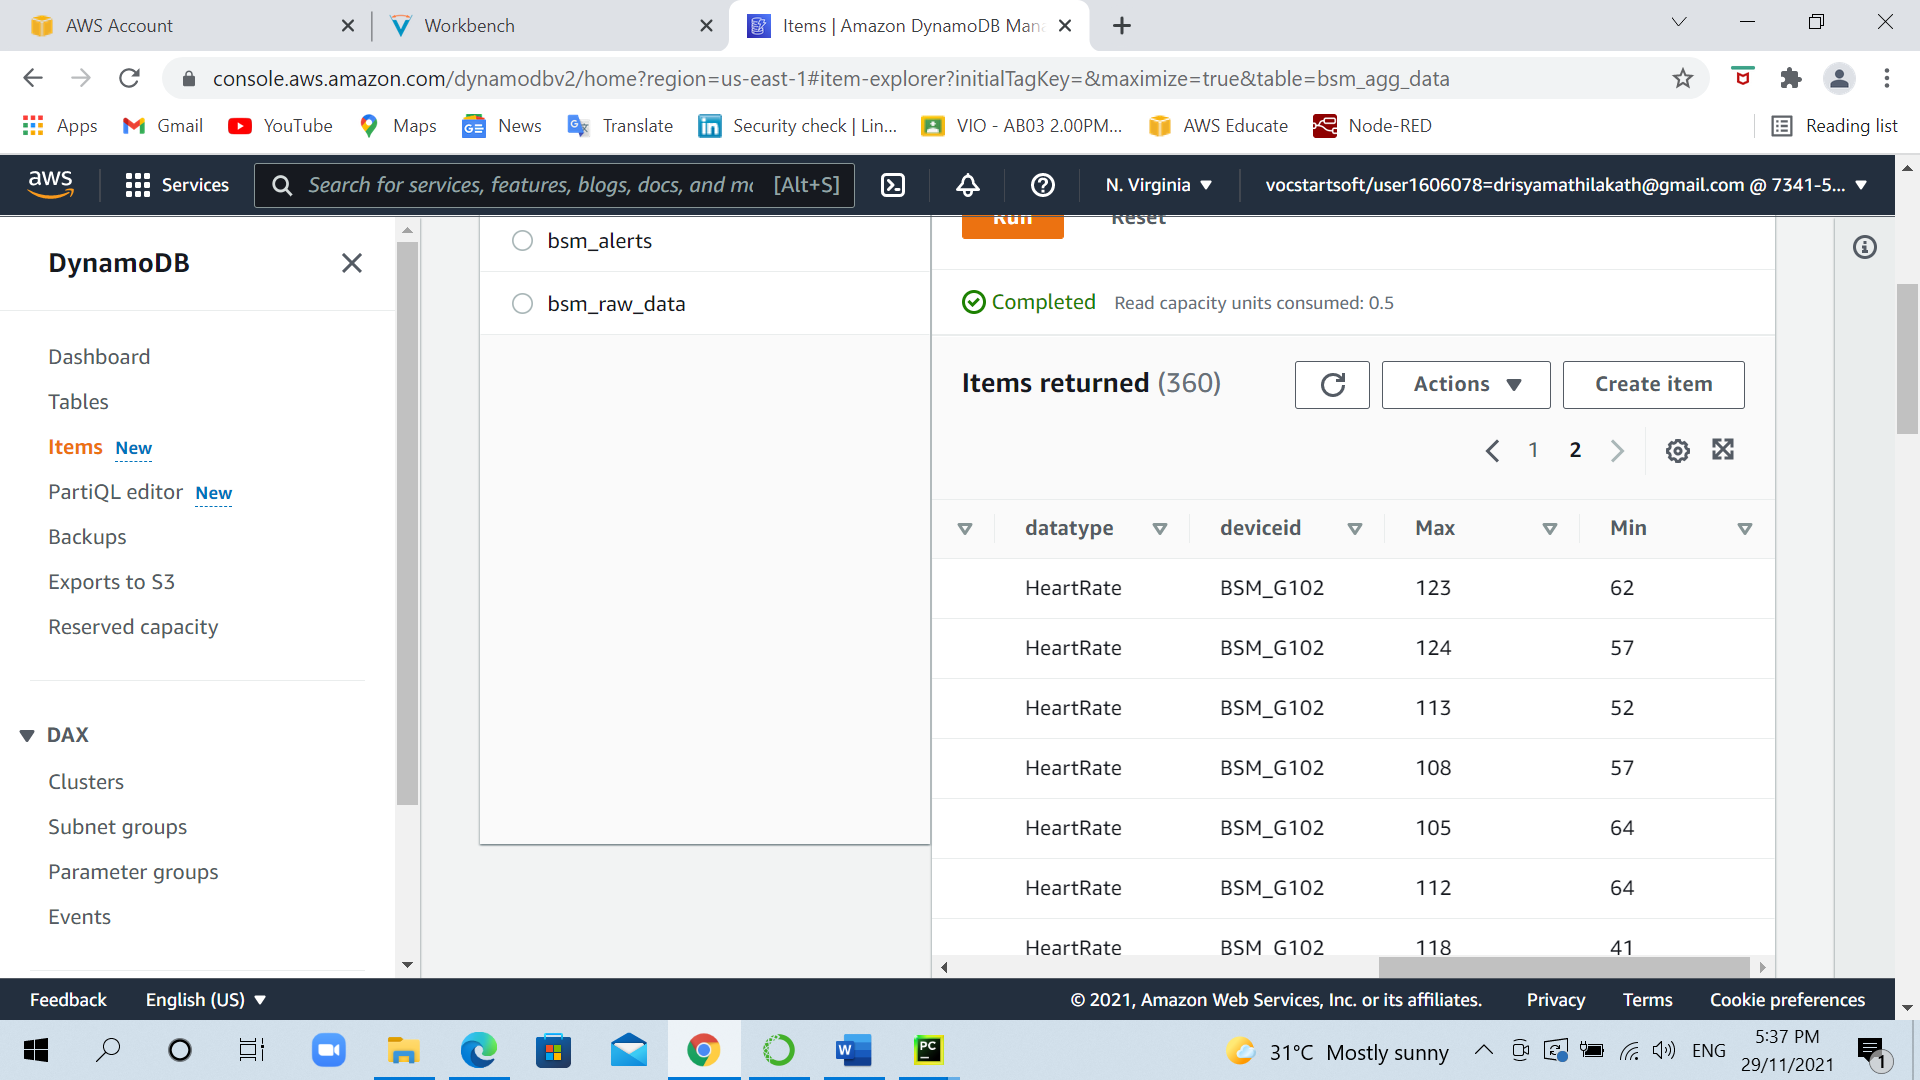 AWS Account
Workbench
Items | Amazon DynamoDB Mana
console.aws.amazon.com/dynamodbv2/home?region=us-east-1#item-explorer?initialTagKey=&maximize=true&table=bsm_agg_data
Apps Gmail YouTube Maps News Translate Security check | Lin... VIO - AB03 2.00PM... AWS Educate Node-RED Reading list
aws Services Search for services, features, blogs, docs, and mo [Alt+S] N. Virginia vocstartsoft/user1606078=drisyamathilakath@gmail.com @ 7341-5...
DynamoDB
Dashboard
Tables
Items New
PartiQL editor New
Backups
Exports to S3
Reserved capacity
DAX
Clusters
Subnet groups
Parameter groups
Events
bsm_alerts
bsm_raw_data
Run Reset
Completed Read capacity units consumed: 0.5
Items returned (360)
Actions
Create item
1 2
datatype deviceid Max Min
HeartRate BSM_G102 123 62
HeartRate BSM_G102 124 57
HeartRate BSM_G102 113 52
HeartRate BSM_G102 108 57
HeartRate BSM_G102 105 64
HeartRate BSM_G102 112 64
HeartRate BSM_G102 118 41
Feedback English (US) © 2021, Amazon Web Services, Inc. or its affiliates. Privacy Terms Cookie preferences
W
PC
31°C Mostly sunny
ENG
5:37 PM
29/11/2021
1